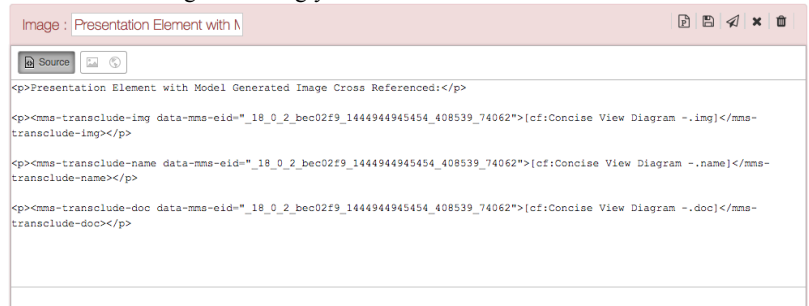 Image : Presentation Element with M
Source
<p>Presentation Element with Model Generated Image Cross Referenced:</p>
<p><mms-transclude-img data-mms-eid="_18_0_2_bec02f9_1444944945454_408539_74062">[cf:Concise View Diagram -.img]</mms-
transclude-img></p>
<p><mms-transclude-name data-mms-eid="_18_0_2_bec02f9_1444944945454_408539_74062">[cf:Concise View Diagram -.name]</mms-
transclude-name></p>
<p><mms-transclude-doc data-mms-eid="_18_0_2_bec02f9_1444944945454_408539_74062">[cf:Concise View Diagram -.doc]</mms-
transclude-doc></p>